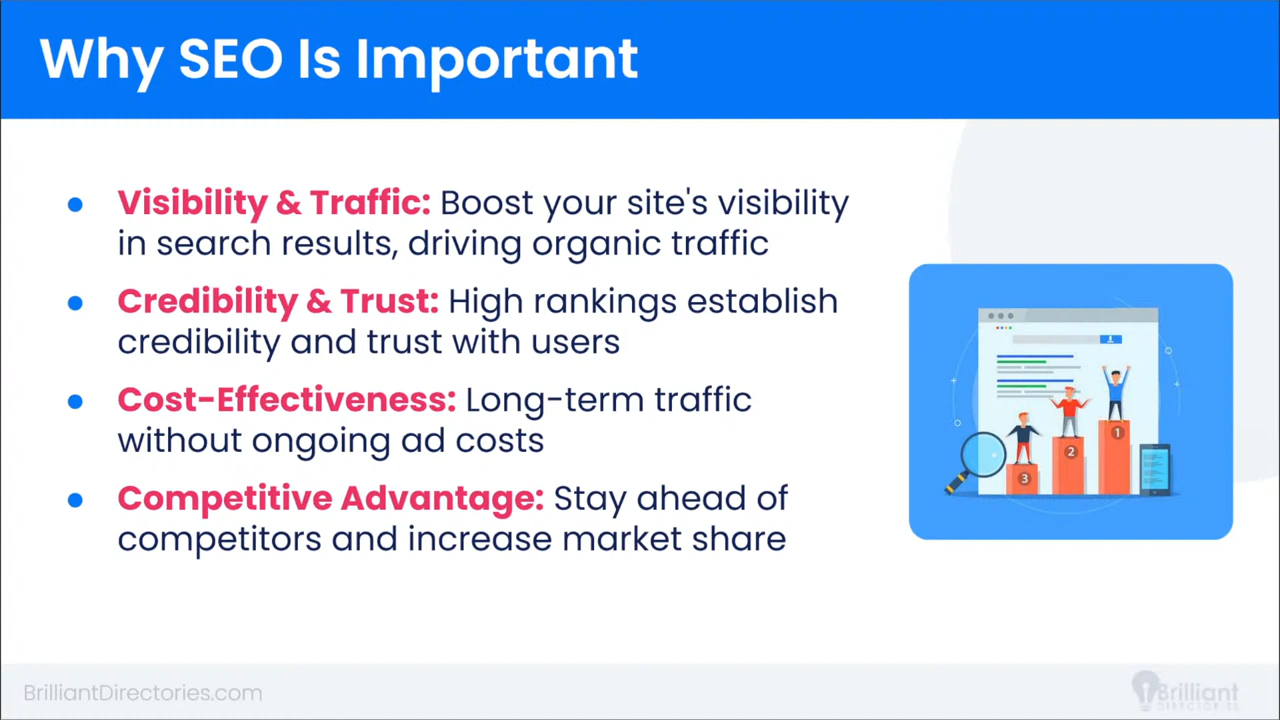 Why SEO Is Important
● Visibility & Traffic: Boost your site's visibility
in search results, driving organic traffic
● Credibility & Trust: High rankings establish
credibility and trust with users
● Cost-Effectiveness: Long-term traffic
without ongoing ad costs
● Competitive Advantage: Stay ahead of
competitors and increase market share
3
2
1
BrilliantDirectories.com
Brilliant
DIRECTORIES